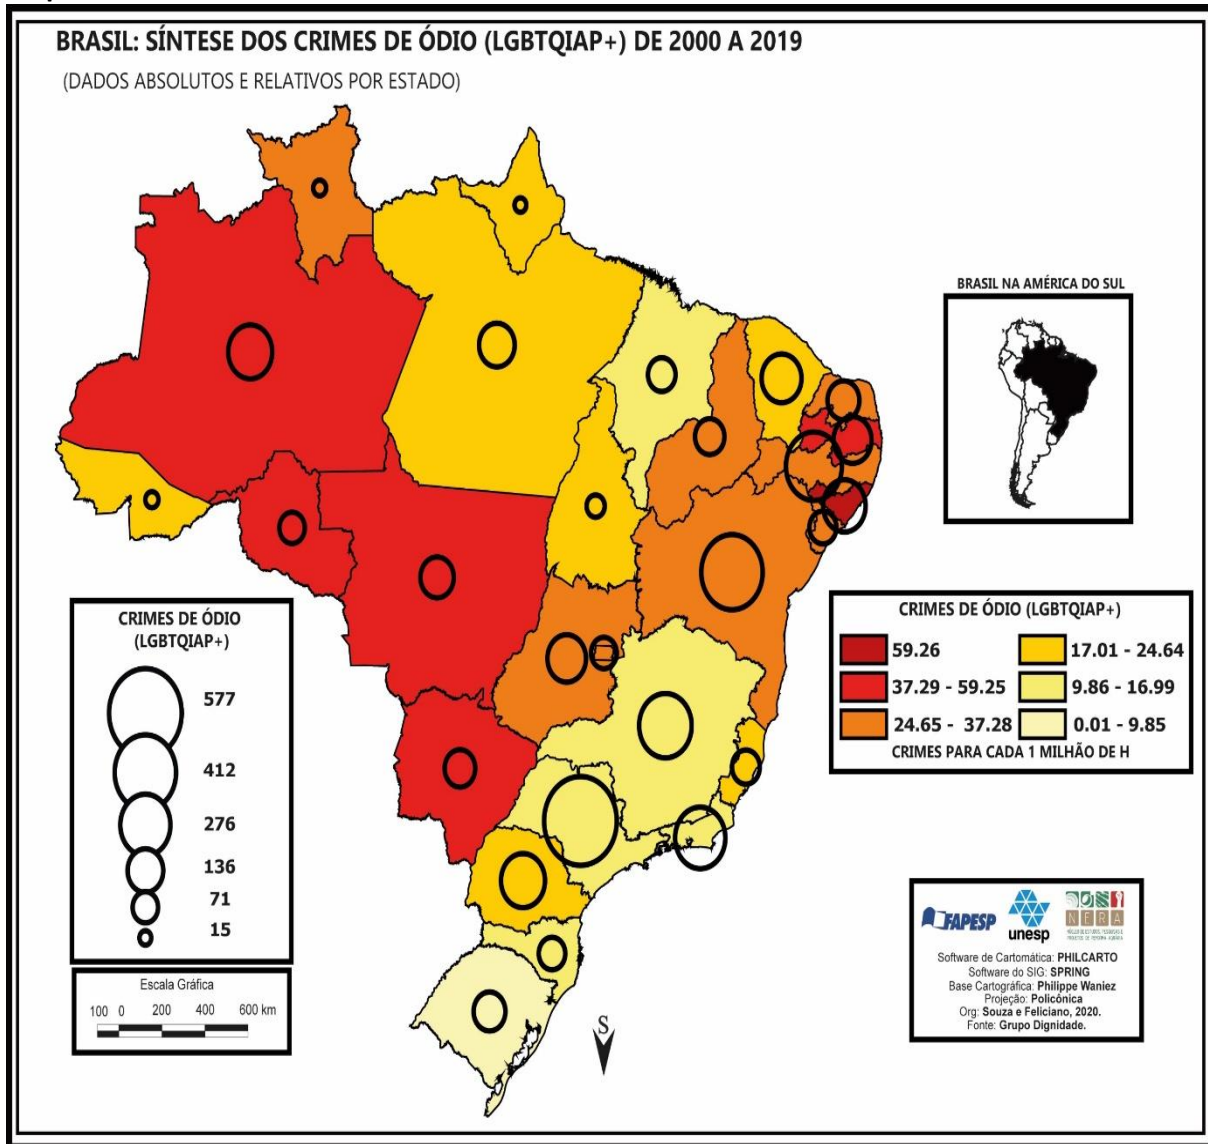 BRASIL: SÍNTESE DOS CRIMES DE ÓDIO (LGBTQIAP+) DE 2000 A 2019
(DADOS ABSOLUTOS E RELATIVOS POR ESTADO)
BRASIL NA AMÉRICA DO SUL
CRIMES DE ÓDIO
(LGBTQIAP+)
577
412
276
136
71
15
CRIMES DE ÓDIO (LGBTQIAP+)
59.26
17.01 - 24.64
37.29 - 59.25
9.86 - 16.99
24.65 - 37.28
0.01 - 9.85
CRIMES PARA CADA 1 MILHÃO DE H
Escala Gráfica
100 0 200 400 600 km
S
FAPESP
unesp
NERA
Software de Cartomática: PHILCARTO
Software do SIG: SPRING
Base Cartográfica: Philippe Waniez
Projeção: Policônica
Org: Souza e Feliciano, 2020.
Fonte: Grupo Dignidade.